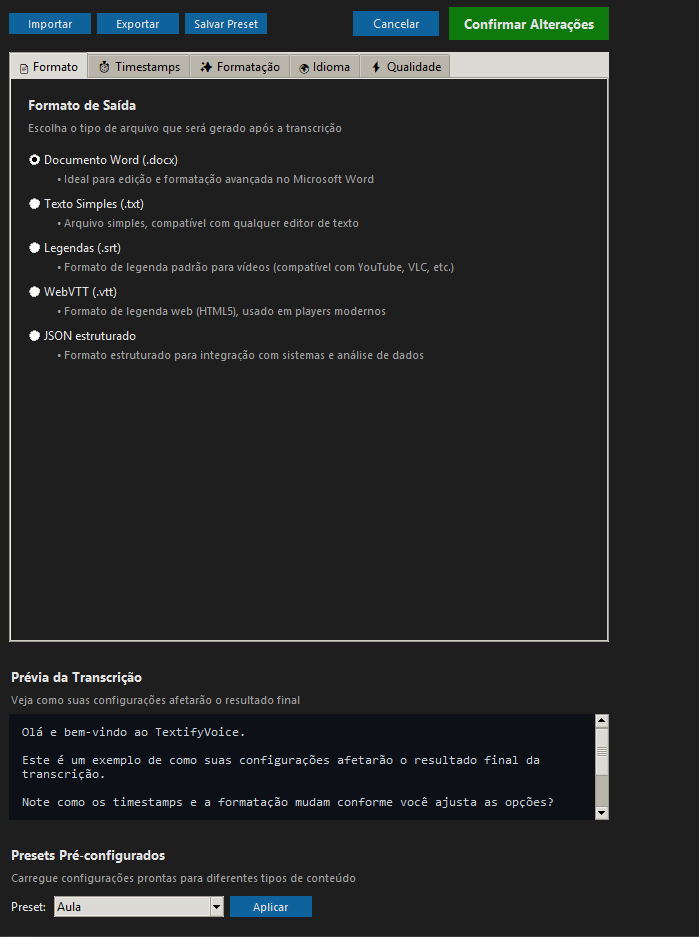 Importar Exportar Salvar Preset Cancelar Confirmar Alterações
Formato Timestamps Formatação Idioma Qualidade
Formato de Saída
Escolha o tipo de arquivo que será gerado após a transcrição
Documento Word (.docx)
• Ideal para edição e formatação avançada no Microsoft Word
Texto Simples (.txt)
• Arquivo simples, compatível com qualquer editor de texto
Legendas (.srt)
• Formato de legenda padrão para vídeos (compatível com YouTube, VLC, etc.)
WebVTT (.vtt)
• Formato de legenda web (HTML5), usado em players modernos
JSON estruturado
• Formato estruturado para integração com sistemas e análise de dados
Prévia da Transcrição
Veja como suas configurações afetarão o resultado final
Olá e bem-vindo ao TextifyVoice.
Este é um exemplo de como suas configurações afetarão o resultado final da
transcrição.
Note como os timestamps e a formatação mudam conforme você ajusta as opções?
Presets Pré-configurados
Carregue configurações prontas para diferentes tipos de conteúdo
Preset: Aula Aplicar